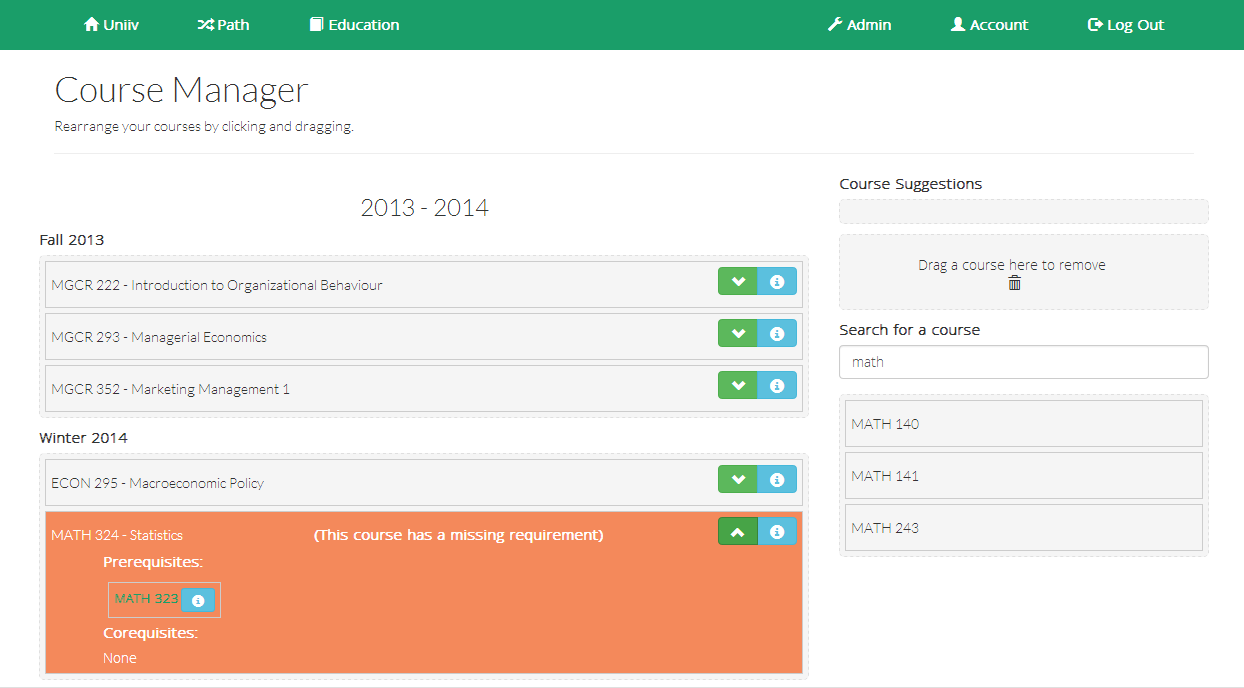 Uniiv Path Education Admin Account Log Out
Course Manager
Rearrange your courses by clicking and dragging.
2013 - 2014
Fall 2013
MGCR 222 - Introduction to Organizational Behaviour
MGCR 293 - Managerial Economics
MGCR 352 - Marketing Management 1
Winter 2014
ECON 295 - Macroeconomic Policy
MATH 324 - Statistics (This course has a missing requirement)
Prerequisites:
MATH 323
Corequisites:
None
Course Suggestions
Drag a course here to remove
Search for a course
math
MATH 140
MATH 141
MATH 243